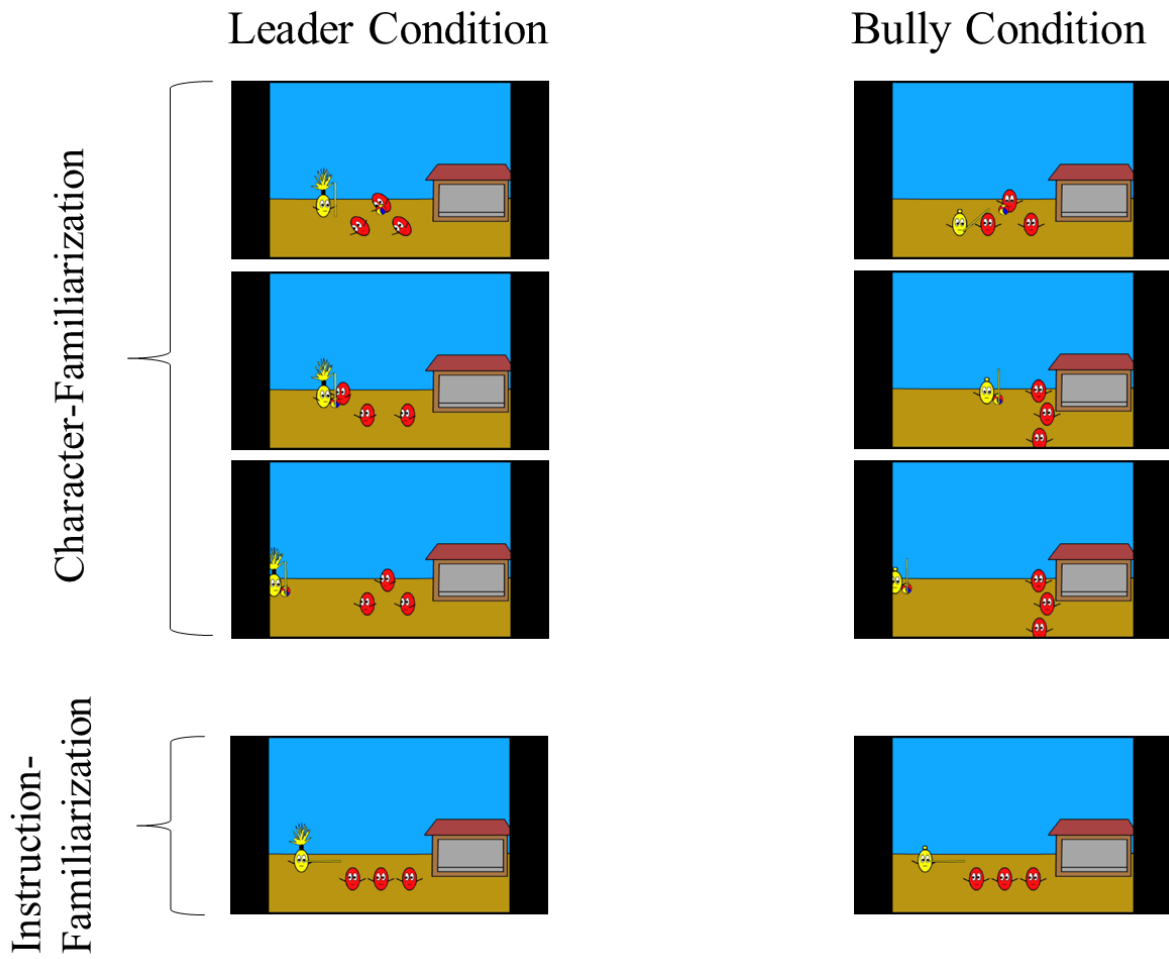 Leader Condition
Bully Condition
Character-Familiarization
Instruction-
Familiarization